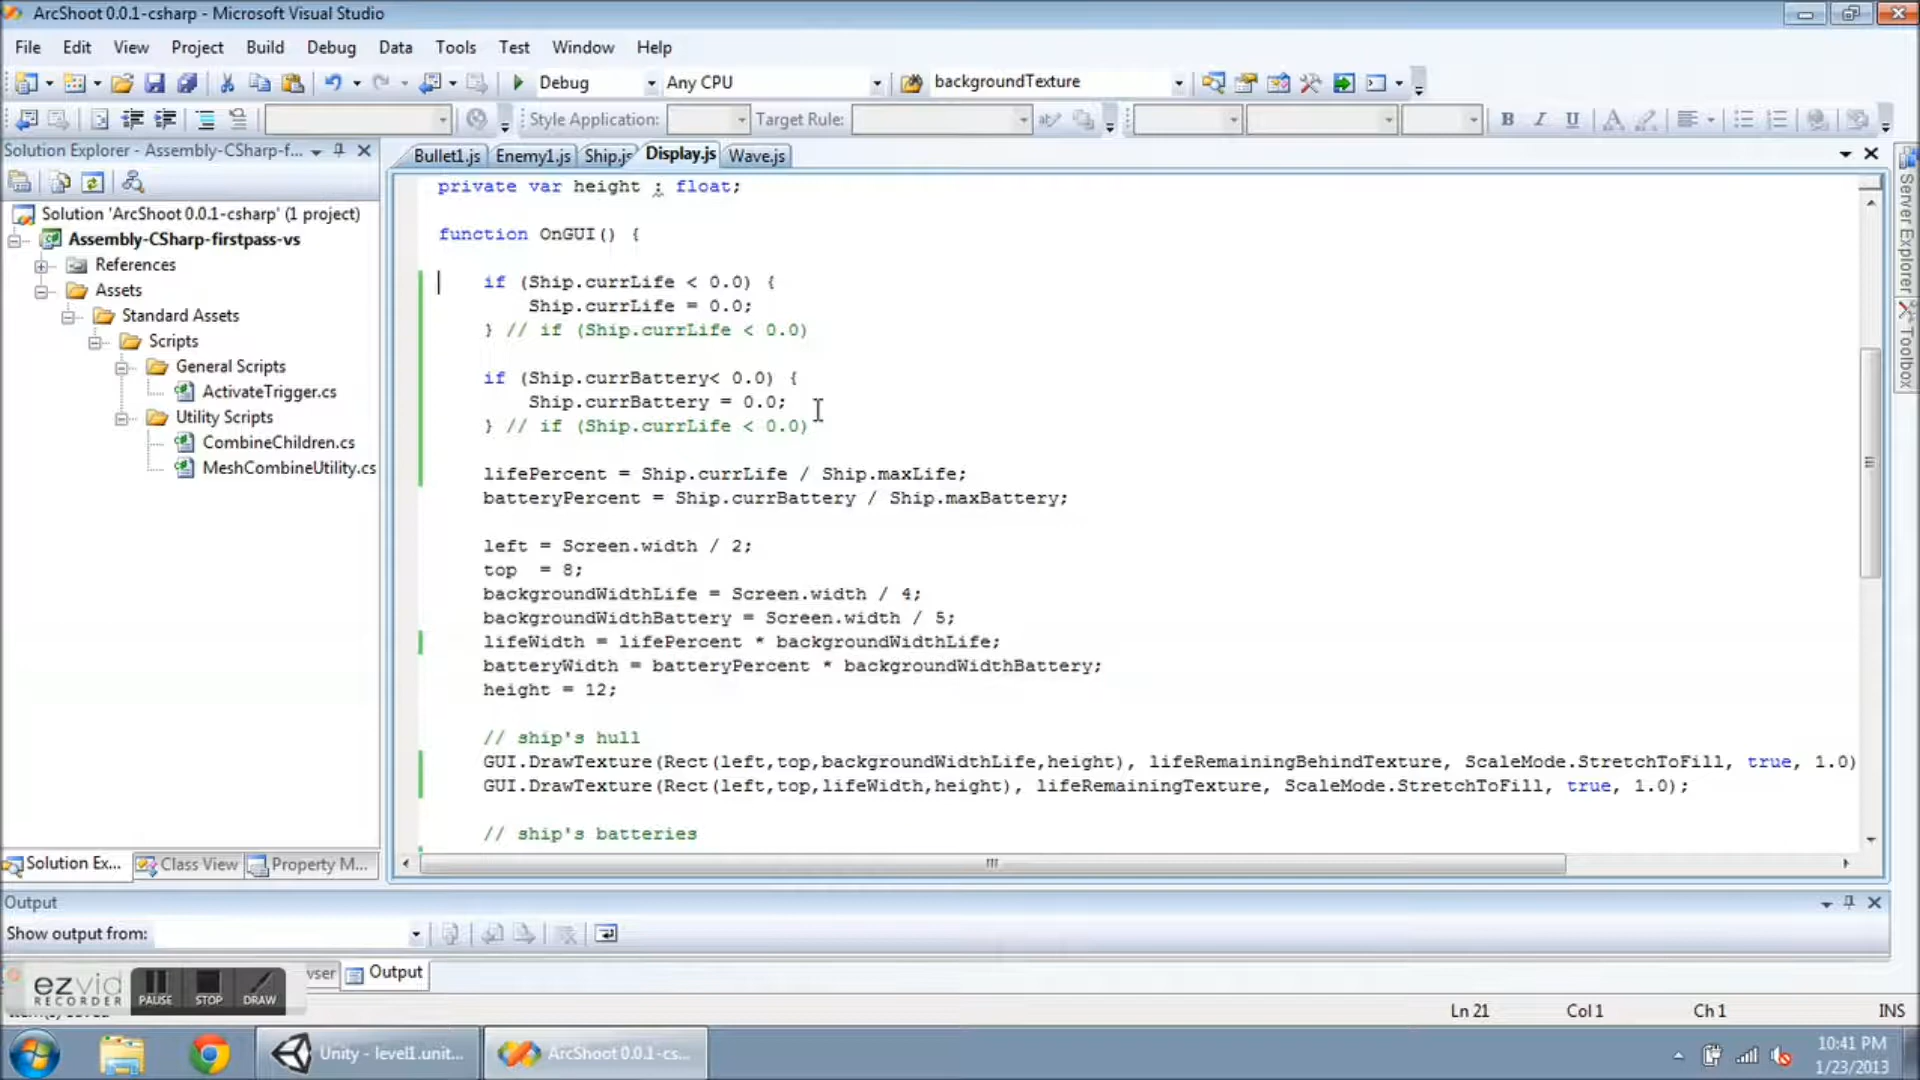 ArcShoot 0.0.1-csharp - Microsoft Visual Studio
File Edit View Project Build Debug Data Tools Test Window Help
Debug Any CPU backgroundTexture
Style Application: Target Rule: B I U A
Solution Explorer - Assembly-CSharp-f...
Bullet1.js Enemy1.js Ship.js Display.js Wave.js
Solution 'ArcShoot 0.0.1-csharp' (1 project)
Assembly-CSharp-firstpass-vs
References
Assets
Standard Assets
Scripts
General Scripts
ActivateTrigger.cs
Utility Scripts
CombineChildren.cs
MeshCombineUtility.cs
Solution Ex... Class View Property M...
private var height : float;
function OnGUI() {
if (Ship.currLife < 0.0) {
Ship.currLife = 0.0;
} // if (Ship.currLife < 0.0)
if (Ship.currBattery< 0.0) {
Ship.currBattery = 0.0;
} // if (Ship.currLife < 0.0)
lifePercent = Ship.currLife / Ship.maxLife;
batteryPercent = Ship.currBattery / Ship.maxBattery;
left = Screen.width / 2;
top  = 8;
backgroundWidthLife = Screen.width / 4;
backgroundWidthBattery = Screen.width / 5;
lifeWidth = lifePercent * backgroundWidthLife;
batteryWidth = batteryPercent * backgroundWidthBattery;
height = 12;
// ship's hull
GUI.DrawTexture(Rect(left,top,backgroundWidthLife,height), lifeRemainingBehindTexture, ScaleMode.StretchToFill, true, 1.0)
GUI.DrawTexture(Rect(left,top,lifeWidth,height), lifeRemainingTexture, ScaleMode.StretchToFill, true, 1.0);
// ship's batteries
Server Explorer
Toolbox
Output
Show output from:
wser Output
ezvid
RECORDER
PAUSE STOP DRAW
Ln 21 Col 1 Ch 1 INS
Unity - level1.unit... ArcShoot 0.0.1-cs...
10:41 PM
1/23/2013